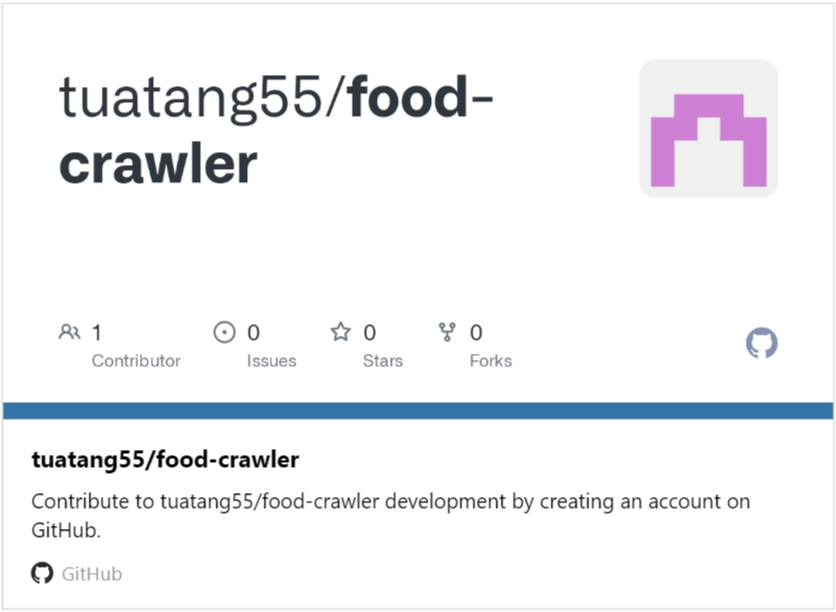 tuatang55/food-
crawler
1
Contributor
0
Issues
0
Stars
0
Forks
tuatang55/food-crawler
Contribute to tuatang55/food-crawler development by creating an account on
GitHub.
GitHub